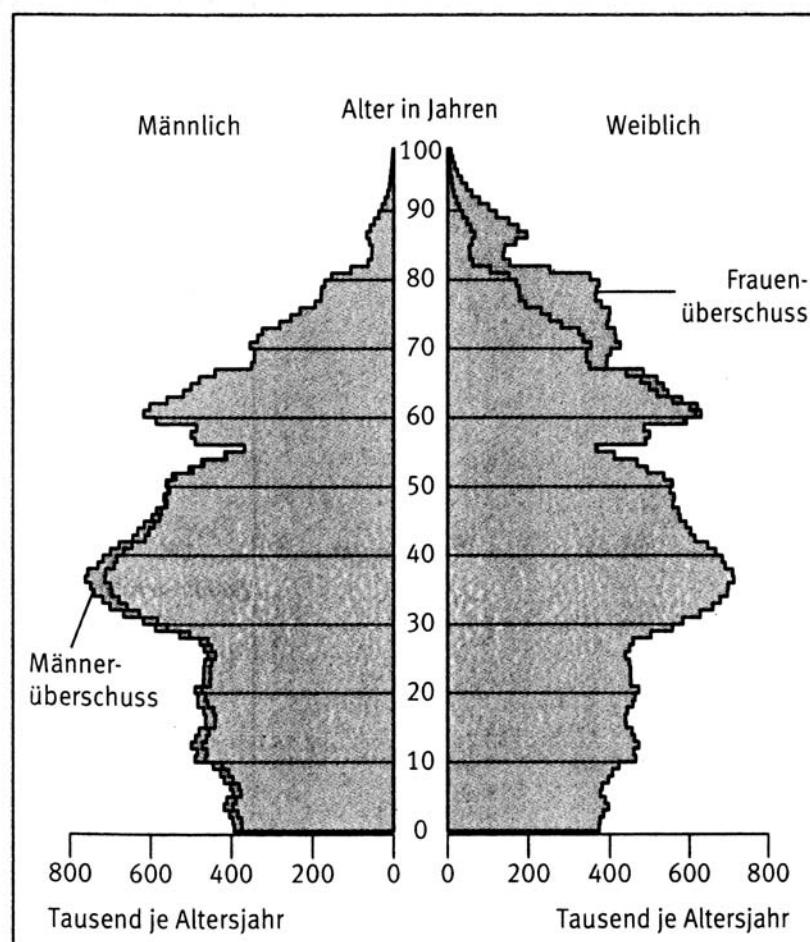 Männlich
Alter in Jahren
Weiblich
100
90
80
70
60
50
40
30
20
10
0
Frauen-
überschuss
Männer-
überschuss
800 600 400 200 0 0 200 400 600 800
Tausend je Altersjahr Tausend je Altersjahr